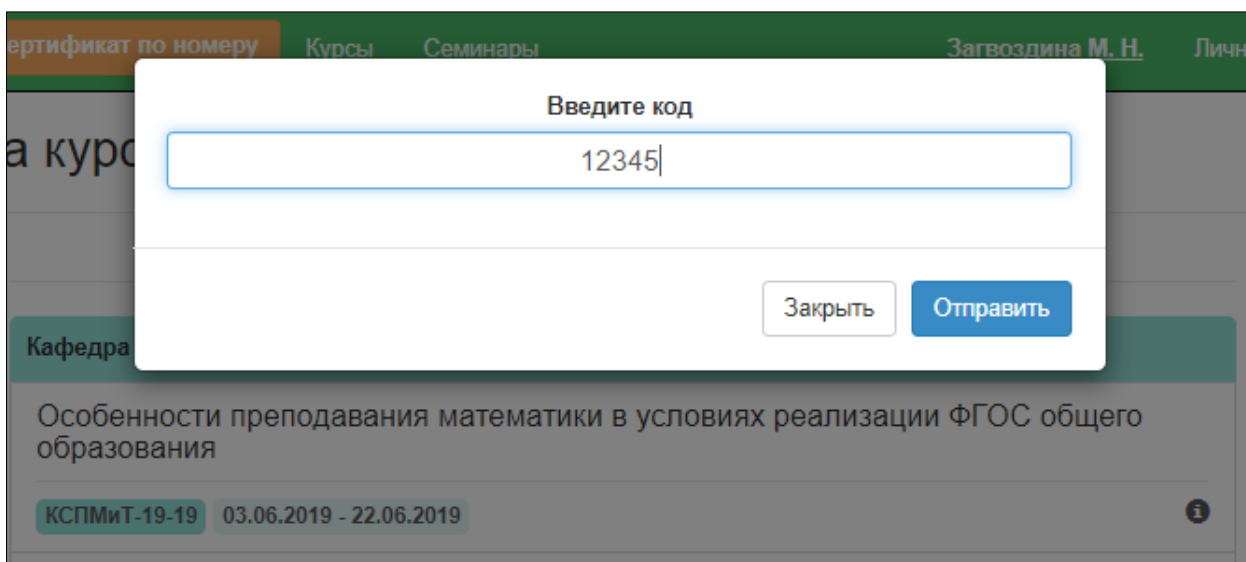 ертификат по номеру Курсы Семинары Загвоздина М. Н. Личн
Введите код
а курс
12345
Закрыть Отправить
Кафедра
Особенности преподавания математики в условиях реализации ФГОС общего
образования
КСПМиТ-19-19 03.06.2019 - 22.06.2019